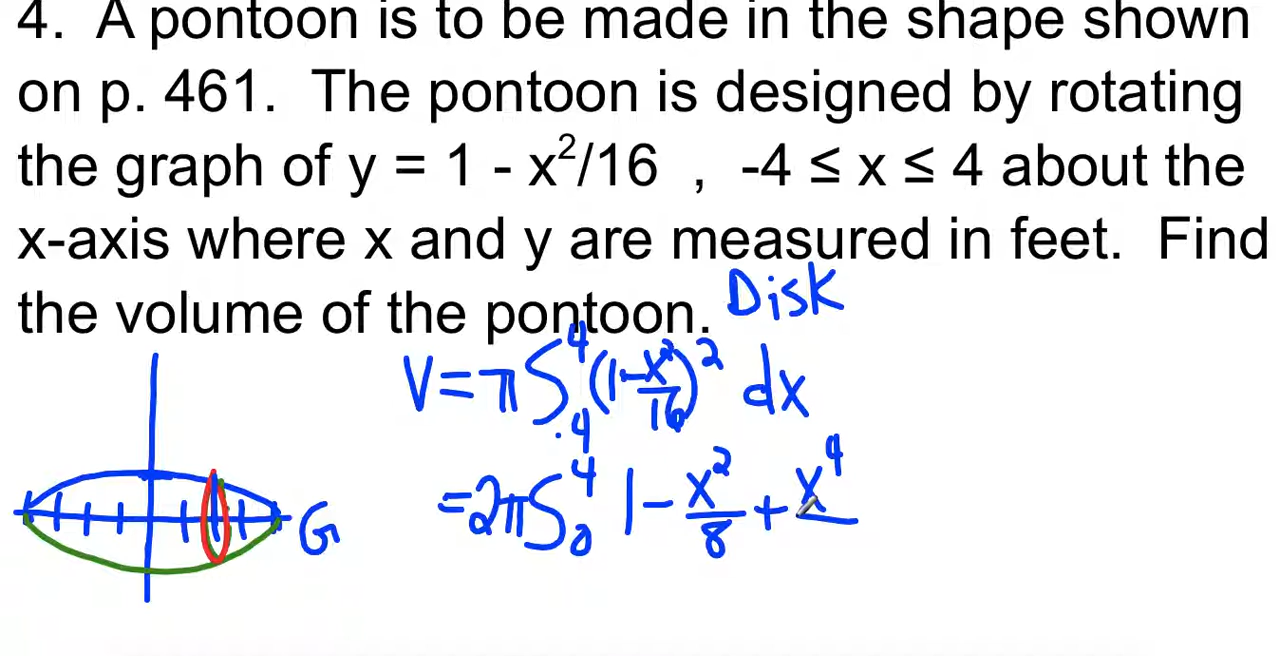 4. A pontoon is to be made in the shape shown
on p. 461. The pontoon is designed by rotating
the graph of y = 1 - x²/16 , -4 ≤ x ≤ 4 about the
x-axis where x and y are measured in feet. Find
the volume of the pontoon. Disk
V = π∫₋₄⁴ (1 - x²/16)² dx
= 2π∫₀⁴ 1 - x²/8 + x⁴/
G